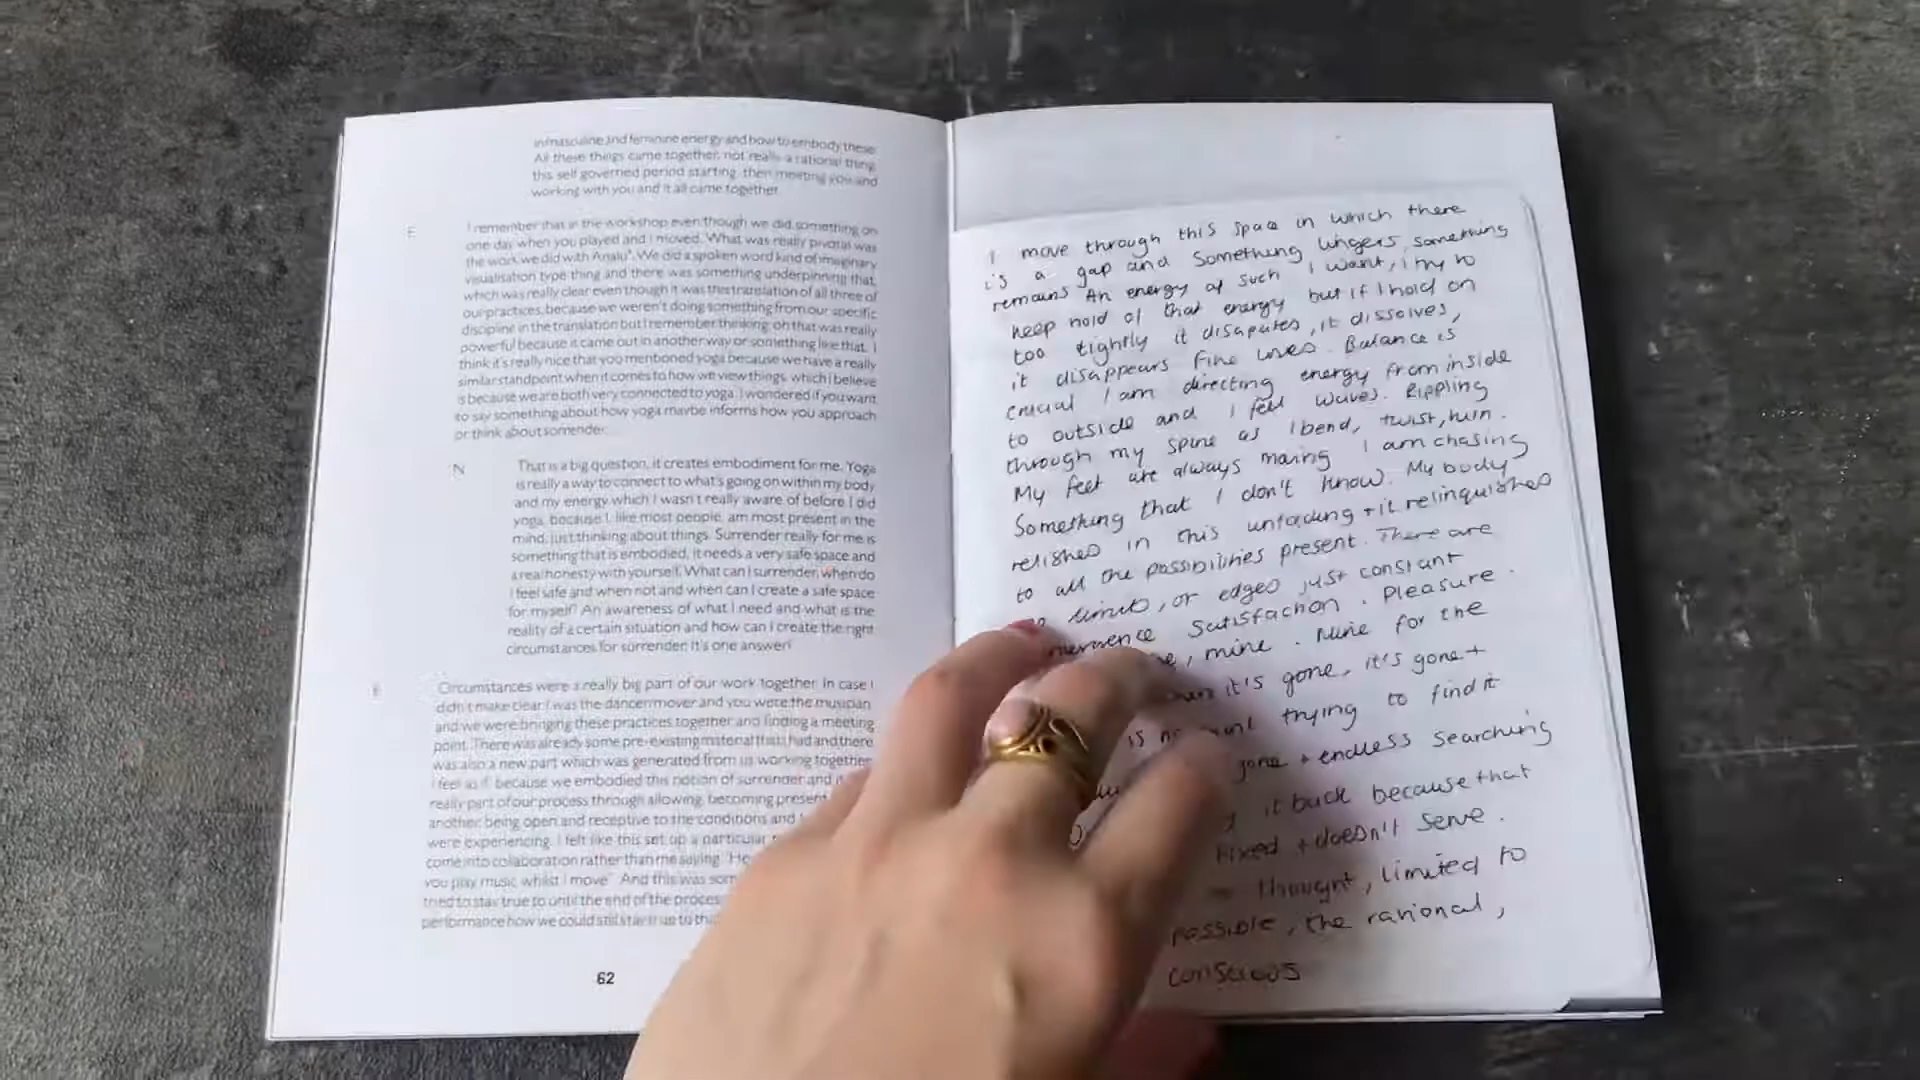 in masculine and feminine energy and how to embody these.
All these things came together, not really a rational thing,
this self governed period starting, then meeting you and
working with you and it all came together.
E
I remember that in the workshop even though we did something on
one day when you played and I moved. What was really pivotal was
the work we did with Analu*. We did a spoken word kind of imaginary
visualisation type thing and there was something underpinning that,
which was really clear even though it was the translation of all three of
our practices, because we weren't doing something from our specific
discipline in the translation but I remember thinking: oh that was really
powerful because it came out in another way or something like that. I
think it's really nice that you mentioned yoga because we have a really
similar standpoint when it comes to how we view things, which I believe
is because we are both very connected to yoga. I wondered if you want
to say something about how yoga maybe informs how you approach
or think about surrender...
N
That is a big question, it creates embodiment for me. Yoga
is really a way to connect to what's going on within my body
and my energy, which I wasn't really aware of before I did
yoga, because I, like most people, am most present in the
mind, just thinking about things. Surrender really for me is
something that is embodied, it needs a very safe space and
a real honesty with yourself. What can I surrender, when do
I feel safe and when not and when can I create a safe space
for myself? An awareness of what I need and what is the
reality of a certain situation and how can I create the right
circumstances for surrender. It's one answer!
E
Circumstances were a really big part of our work together. In case I
didn't make clear I was the dancer/mover and you were the musician
and we were bringing these practices together and finding a meeting
point. There was already some pre-existing material that I had and there
was also a new part which was generated from us working together.
I feel as if, because we embodied this notion of surrender and
really part of our process through allowing, becoming present
another, being open and receptive to the conditions and
were experiencing. I felt like this set up a particular
come into collaboration rather than me saying
you play music whilst I move". And this was
tried to stay true to until the end of the
performance how we could still stay true to
62
I move through this space in which there
is a gap and something lingers, something
remains An energy of such I want, I try to
keep hold of that energy but if I hold on
too tightly it , it dissolves,
it disappears Fine lines. Balance is
crucial I am directing energy from inside
to outside and I feel waves. Rippling
through my spine as I bend, twist, turn.
My feet are always I am chasing
Something that I don't know. My body
relishes in this unfolding + it relinquishes
to all the possibilities present. There are
limits, or edges just constant
Satisfaction. Pleasure.
mine. Mine for the
it's gone, it's gone +
is trying to find it
gone + endless searching
it back because that
fixed + doesn't serve.
thought, limited to
possible, the rational,
conscious